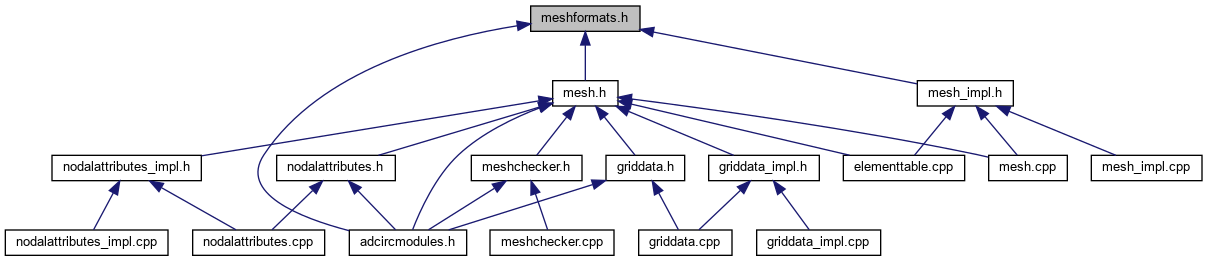 meshformats.h
mesh.h
mesh_impl.h
nodalattributes_impl.h
nodalattributes.h
meshchecker.h
griddata.h
griddata_impl.h
elementtable.cpp
mesh.cpp
mesh_impl.cpp
nodalattributes_impl.cpp
nodalattributes.cpp
adcircmodules.h
meshchecker.cpp
griddata.cpp
griddata_impl.cpp